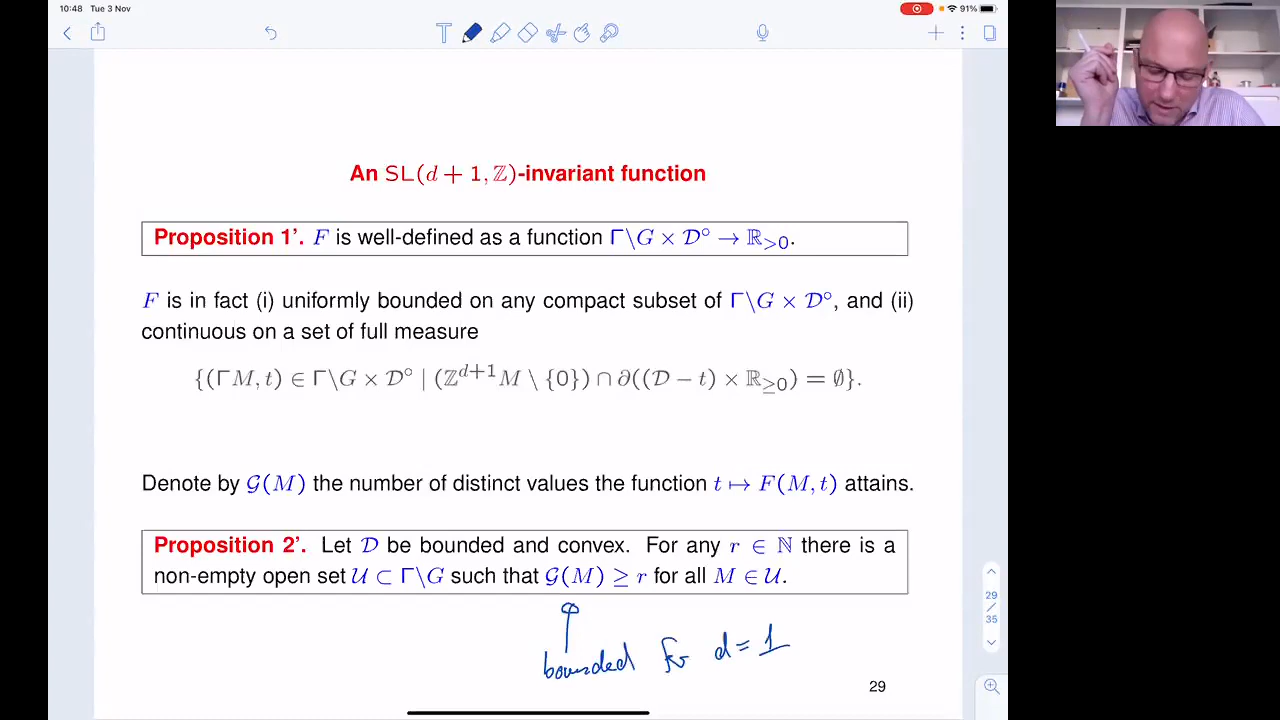 10:48 Tue 3 Nov
91%
An SL(d + 1, ℤ)-invariant function
Proposition 1'. F is well-defined as a function Γ\G × 𝒟° → ℝ>0.
F is in fact (i) uniformly bounded on any compact subset of Γ\G × 𝒟°, and (ii)
continuous on a set of full measure
{(ΓM, t) ∈ Γ\G × 𝒟° | (ℤ^{d+1}M \ {0}) ∩ ∂((𝒟 − t) × ℝ≥0) = ∅}.
Denote by 𝒢(M) the number of distinct values the function t ↦ F(M, t) attains.
Proposition 2'. Let 𝒟 be bounded and convex. For any r ∈ ℕ there is a
non-empty open set 𝒰 ⊂ Γ\G such that 𝒢(M) ≥ r for all M ∈ 𝒰.
bounded for d = 1
29
/
35
29